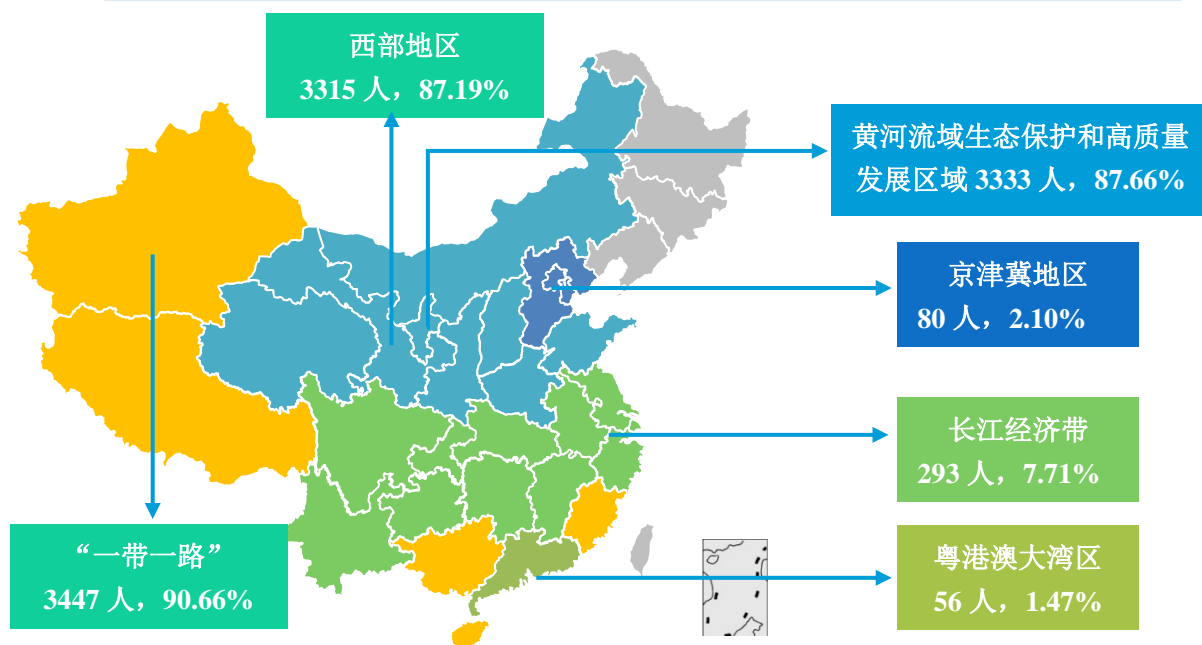 西部地区
3315 人，87.19%
黄河流域生态保护和高质量
发展区域 3333 人，87.66%
京津冀地区
80 人，2.10%
长江经济带
293 人，7.71%
“一带一路”
3447 人，90.66%
粤港澳大湾区
56 人，1.47%